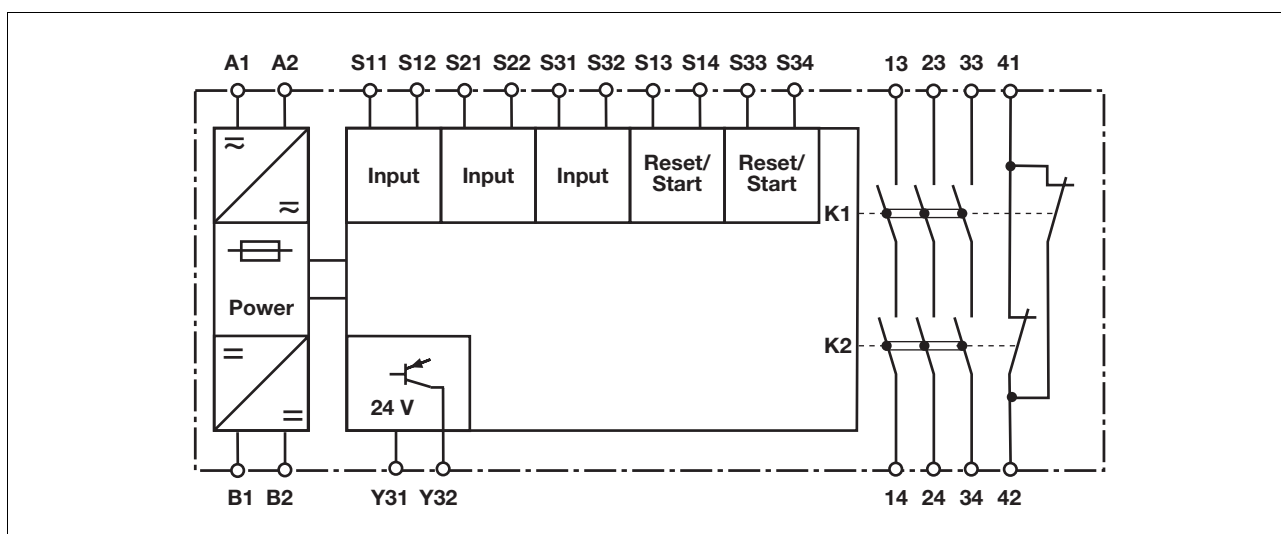 A1 A2 S11 S12 S21 S22 S31 S32 S13 S14 S33 S34 13 23 33 41
Input Input Input Reset/ Reset/
Start Start
K1
Power
K2
24 V
B1 B2 Y31 Y32 14 24 34 42